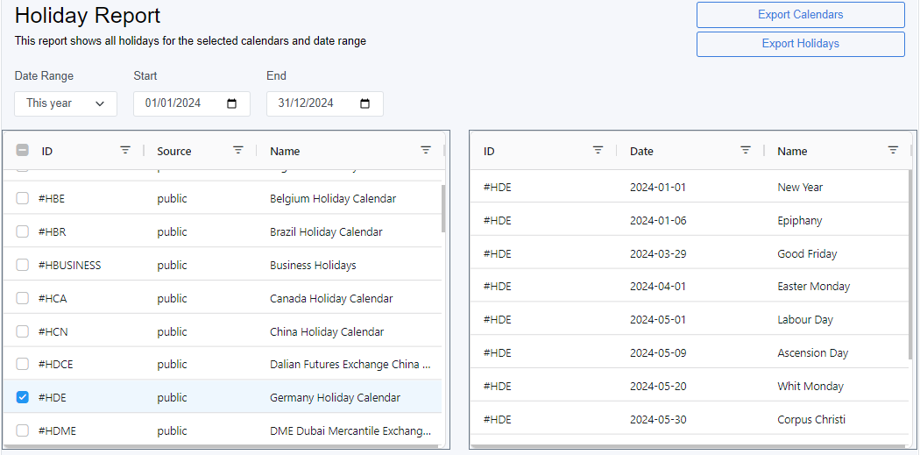 Holiday Report
Export Calendars
This report shows all holidays for the selected calendars and date range
Export Holidays
Date Range Start End
This year 01/01/2024 31/12/2024
ID Source Name
#HBE public Belgium Holiday Calendar
#HBR public Brazil Holiday Calendar
#HBUSINESS public Business Holidays
#HCA public Canada Holiday Calendar
#HCN public China Holiday Calendar
#HDCE public Dalian Futures Exchange China ...
#HDE public Germany Holiday Calendar
#HDME public DME Dubai Mercantile Exchang...
ID Date Name
#HDE 2024-01-01 New Year
#HDE 2024-01-06 Epiphany
#HDE 2024-03-29 Good Friday
#HDE 2024-04-01 Easter Monday
#HDE 2024-05-01 Labour Day
#HDE 2024-05-09 Ascension Day
#HDE 2024-05-20 Whit Monday
#HDE 2024-05-30 Corpus Christi